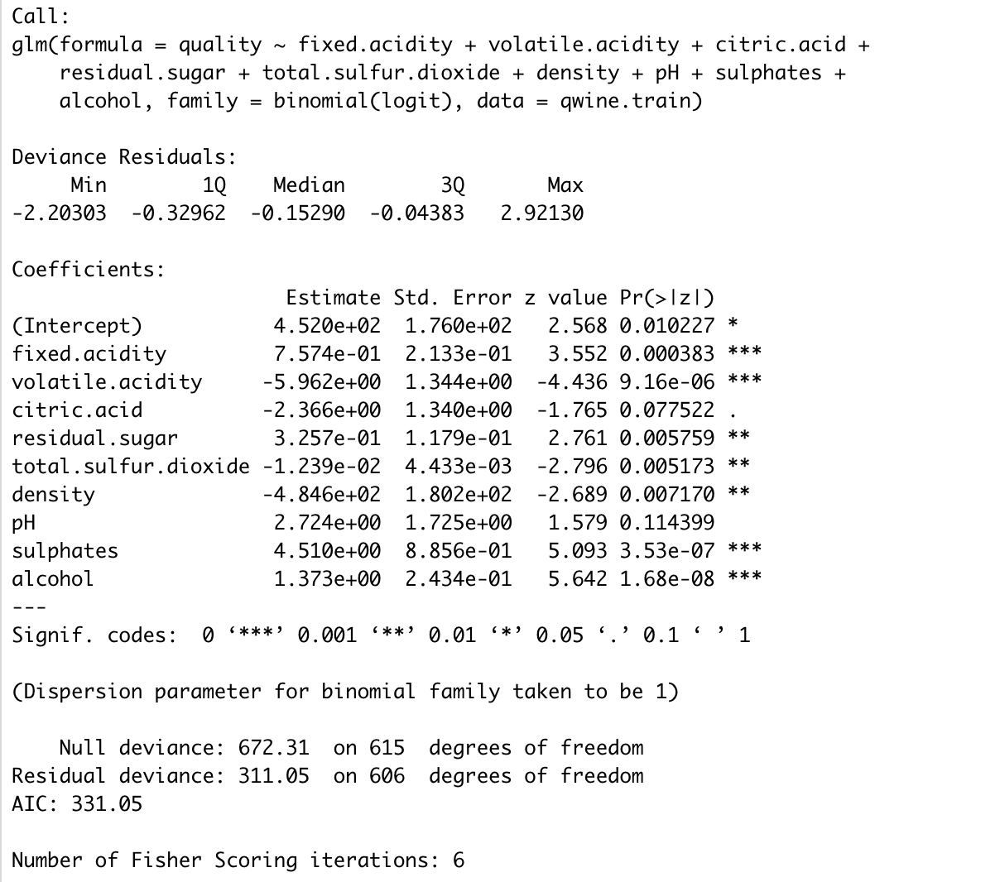 Call:
glm(formula = quality ~ fixed.acidity + volatile.acidity + citric.acid +
    residual.sugar + total.sulfur.dioxide + density + pH + sulphates +
    alcohol, family = binomial(logit), data = qwine.train)

Deviance Residuals:
     Min        1Q    Median        3Q       Max
-2.20303  -0.32962  -0.15290  -0.04383   2.92130

Coefficients:
                       Estimate Std. Error z value Pr(>|z|)
(Intercept)           4.520e+02  1.760e+02   2.568 0.010227 *
fixed.acidity         7.574e-01  2.133e-01   3.552 0.000383 ***
volatile.acidity     -5.962e+00  1.344e+00  -4.436 9.16e-06 ***
citric.acid          -2.366e+00  1.340e+00  -1.765 0.077522 .
residual.sugar        3.257e-01  1.179e-01   2.761 0.005759 **
total.sulfur.dioxide -1.239e-02  4.433e-03  -2.796 0.005173 **
density              -4.846e+02  1.802e+02  -2.689 0.007170 **
pH                    2.724e+00  1.725e+00   1.579 0.114399
sulphates             4.510e+00  8.856e-01   5.093 3.53e-07 ***
alcohol               1.373e+00  2.434e-01   5.642 1.68e-08 ***
---
Signif. codes:  0 ‘***’ 0.001 ‘**’ 0.01 ‘*’ 0.05 ‘.’ 0.1 ‘ ’ 1

(Dispersion parameter for binomial family taken to be 1)

    Null deviance: 672.31  on 615  degrees of freedom
Residual deviance: 311.05  on 606  degrees of freedom
AIC: 331.05

Number of Fisher Scoring iterations: 6